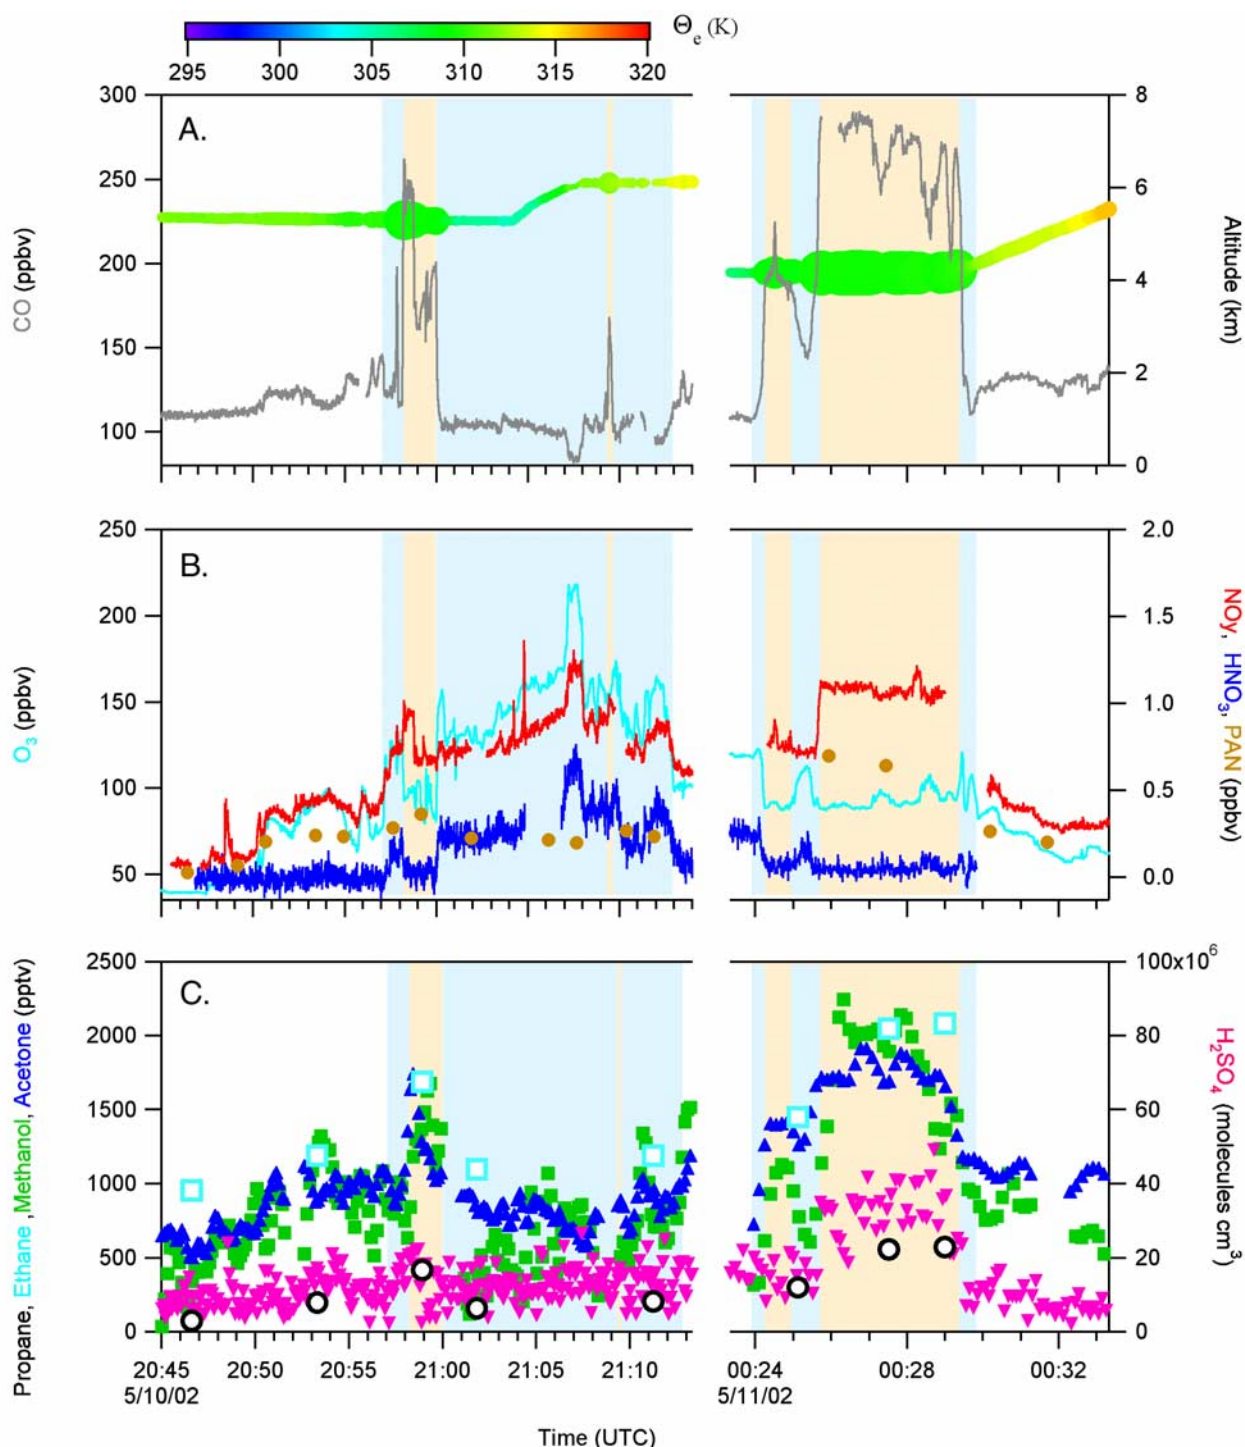 Θe (K)
295 300 305 310 315 320
A.
300
250
200
150
100
CO (ppbv)
8
6
4
2
0
Altitude (km)
B.
250
200
150
100
50
O3 (ppbv)
2.0
1.5
1.0
0.5
0.0
NOy, HNO3, PAN (ppbv)
C.
2500
2000
1500
1000
500
0
Propane, Ethane ,Methanol, Acetone (pptv)
100x10^6
80
60
40
20
0
H2SO4 (molecules cm^3)
20:45 20:50 20:55 21:00 21:05 21:10 00:24 00:28 00:32
5/10/02 5/11/02
Time (UTC)